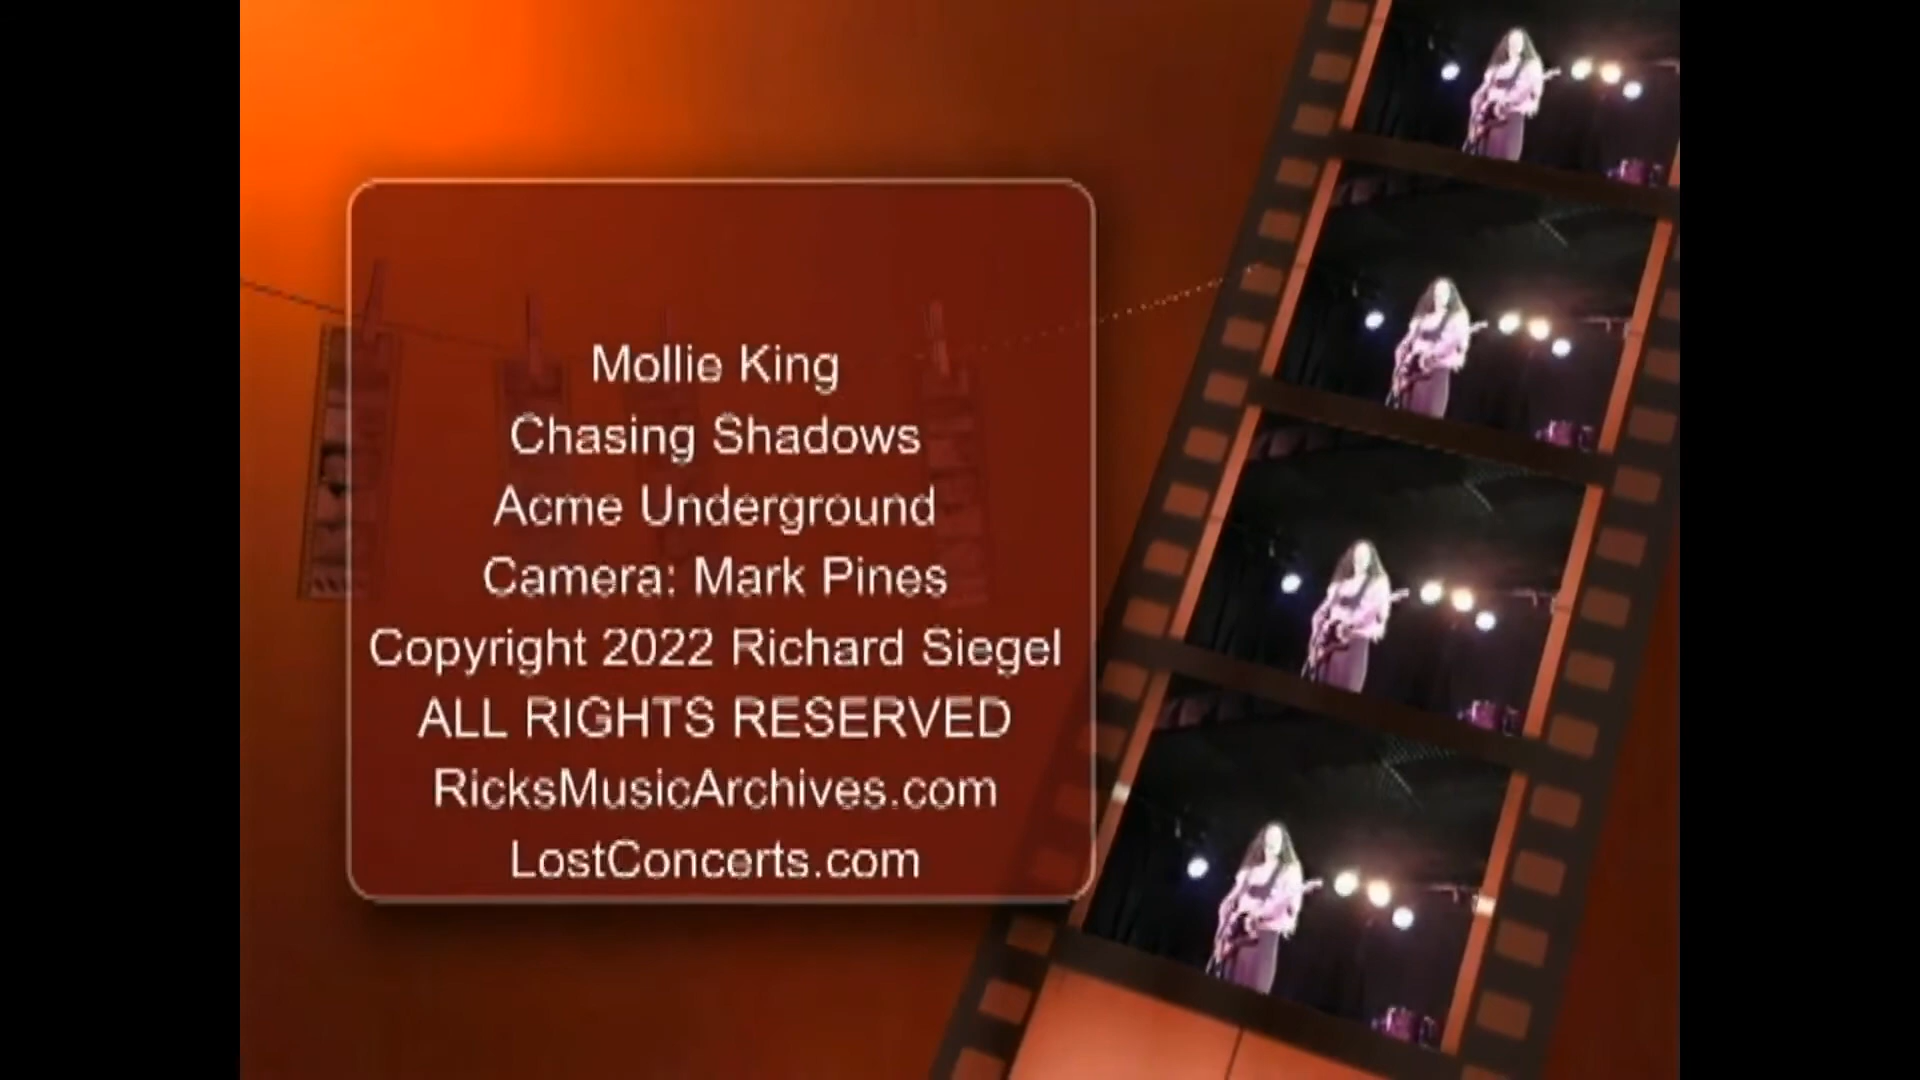 Mollie King
Chasing Shadows
Acme Underground
Camera: Mark Pines
Copyright 2022 Richard Siegel
ALL RIGHTS RESERVED
RicksMusicArchives.com
LostConcerts.com